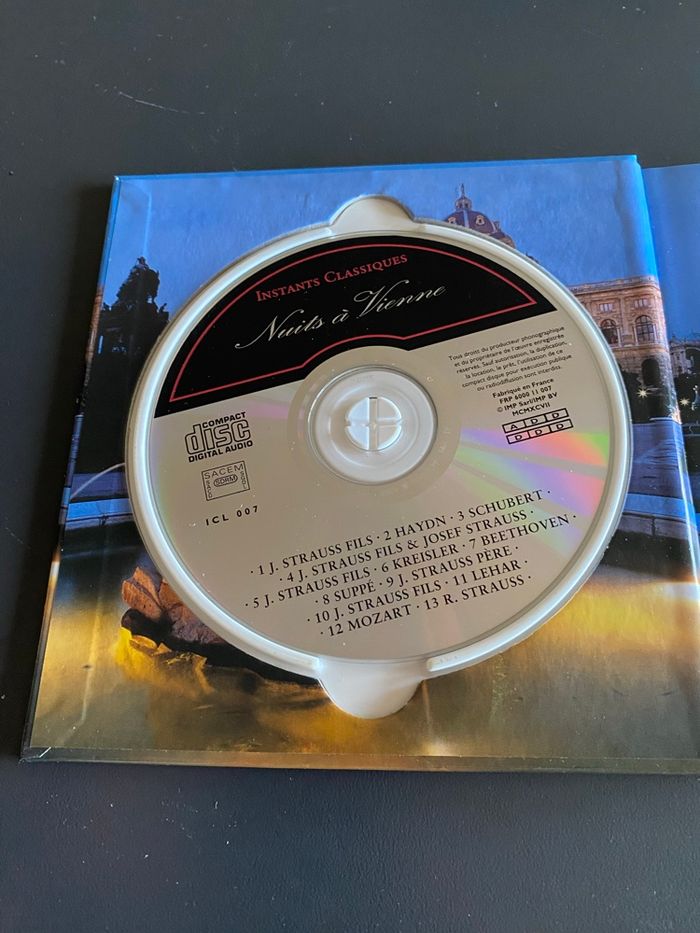 INSTANTS CLASSIQUES
Nuits à Vienne
Tous droits du producteur phonographique
et du propriétaire de l'œuvre enregistrée
réservés. Sauf autorisation, la duplication,
la location, le prêt, l'utilisation de ce
compact disque pour exécution publique
ou radiodiffusion sont interdits.
Fabriqué en France
FRP 6000 11 007
© IMP Sarl/IMP BV
MCMXCVII
A D D
D D D
COMPACT
disc
DIGITAL AUDIO
SACEM
SDRM
ICL 007
· 1 J. STRAUSS FILS · 2 HAYDN · 3 SCHUBERT ·
· 4 J. STRAUSS FILS & JOSEF STRAUSS ·
· 5 J. STRAUSS FILS · 6 KREISLER · 7 BEETHOVEN ·
· 8 SUPPÉ · 9 J. STRAUSS PÈRE ·
· 10 J. STRAUSS FILS · 11 LEHAR ·
· 12 MOZART · 13 R. STRAUSS ·